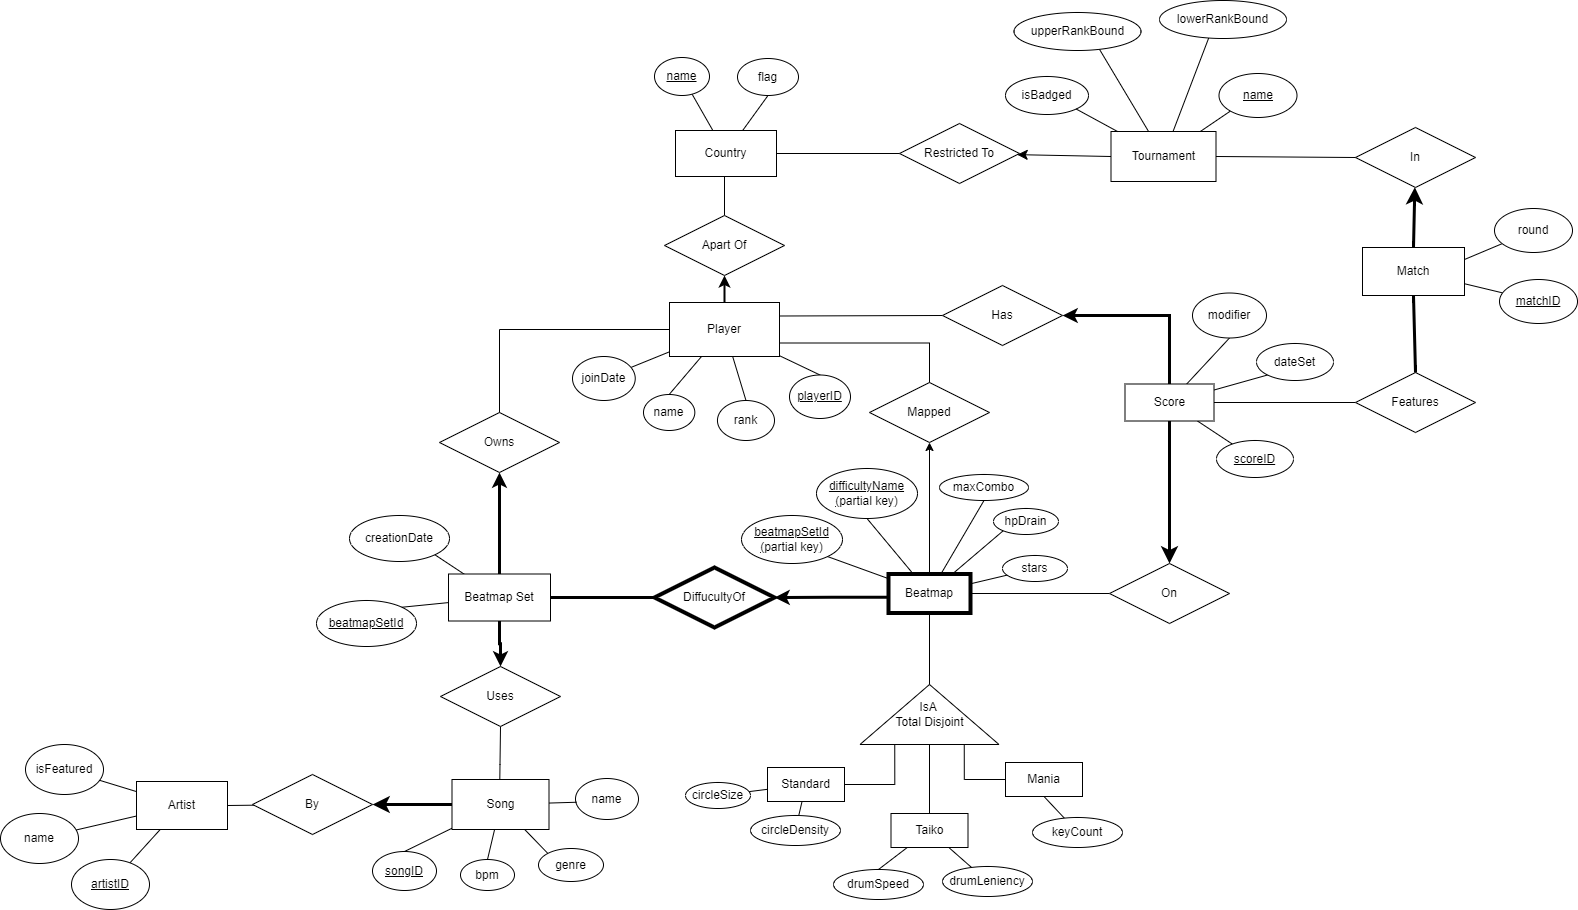 lowerRankBound
upperRankBound
name
flag
isBadged
name
Country
Restricted To
Tournament
In
round
Apart Of
Match
matchID
Player
Has
modifier
dateSet
joinDate
name
rank
playerID
Mapped
Score
Features
Owns
scoreID
difficultyName
(partial key)
maxCombo
hpDrain
creationDate
beatmapSetId
(partial key)
stars
Beatmap Set
DiffucultyOf
Beatmap
On
beatmapSetId
Uses
IsA
Total Disjoint
isFeatured
Artist
By
Song
name
Standard
Mania
circleSize
circleDensity
Taiko
keyCount
name
artistID
songID
bpm
genre
drumSpeed
drumLeniency